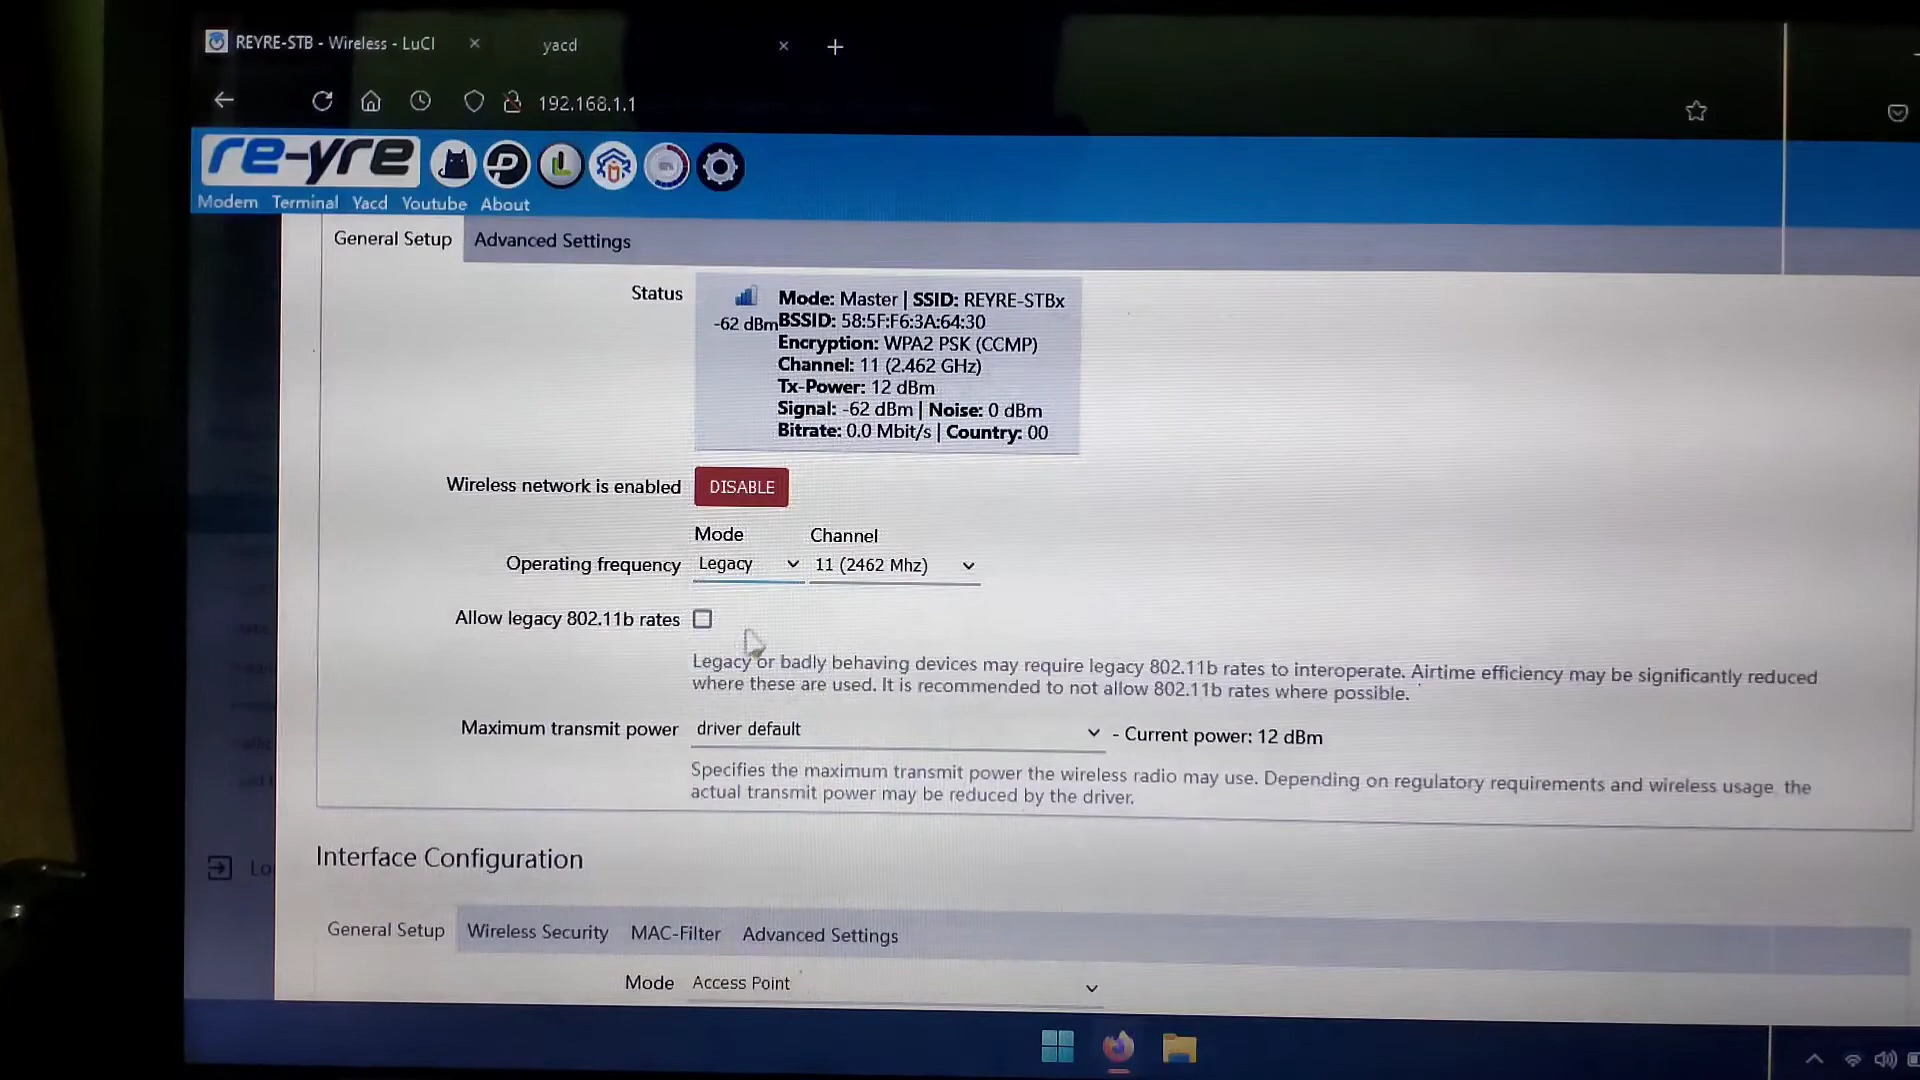 REYRE-STB - Wireless - LuCI
yacd
192.168.1.1
re-yre
Modem Terminal Yacd Youtube About
General Setup Advanced Settings
Status
Mode: Master | SSID: REYRE-STBx
-62 dBm BSSID: 58:5F:F6:3A:64:30
Encryption: WPA2 PSK (CCMP)
Channel: 11 (2.462 GHz)
Tx-Power: 12 dBm
Signal: -62 dBm | Noise: 0 dBm
Bitrate: 0.0 Mbit/s | Country: 00
Wireless network is enabled DISABLE
Mode Channel
Operating frequency Legacy 11 (2462 Mhz)
Allow legacy 802.11b rates
Legacy or badly behaving devices may require legacy 802.11b rates to interoperate. Airtime efficiency may be significantly reduced
where these are used. It is recommended to not allow 802.11b rates where possible.
Maximum transmit power driver default - Current power: 12 dBm
Specifies the maximum transmit power the wireless radio may use. Depending on regulatory requirements and wireless usage, the
actual transmit power may be reduced by the driver.
Lo
Interface Configuration
General Setup Wireless Security MAC-Filter Advanced Settings
Mode Access Point